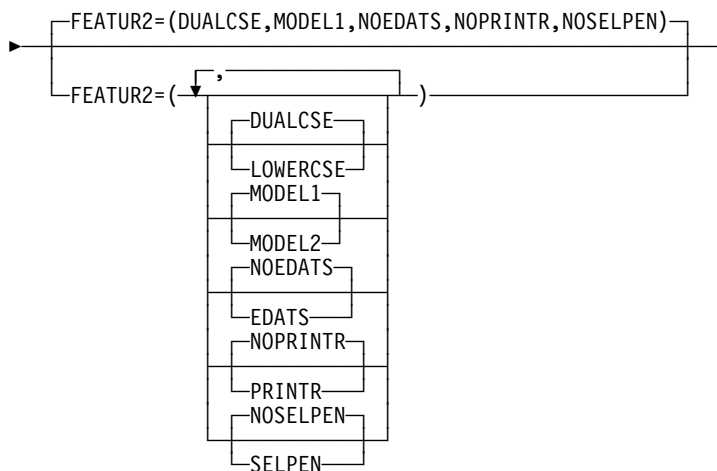 FEATUR2=(DUALCSE,MODEL1,NOEDATS,NOPRINTR,NOSELPEN)
,
FEATUR2=( )
DUALCSE
LOWERCSE
MODEL1
MODEL2
NOEDATS
EDATS
NOPRINTR
PRINTR
NOSELPEN
SELPEN